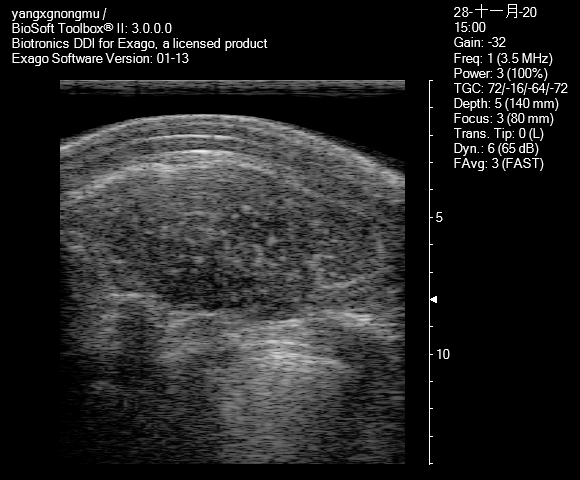 yangxgnongmu /
BioSoft Toolbox® II: 3.0.0.0
Biotronics DDI for Exago, a licensed product
Exago Software Version: 01-13
28-十一月-20
15:00
Gain: -32
Freq: 1 (3.5 MHz)
Power: 3 (100%)
TGC: 72/-16/-64/-72
Depth: 5 (140 mm)
Focus: 3 (80 mm)
Trans. Tip: 0 (L)
Dyn.: 6 (65 dB)
FAvg: 3 (FAST)
5
10